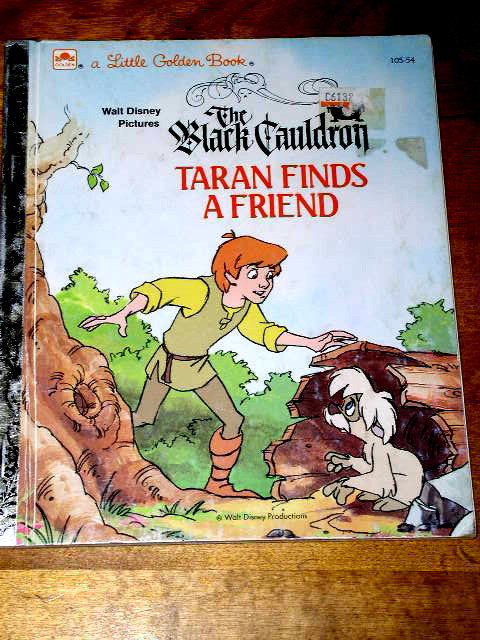 GOLDEN® a Little Golden Book®
105-54
Walt Disney
Pictures
The
Black Cauldron
TARAN FINDS
A FRIEND
© Walt Disney Productions